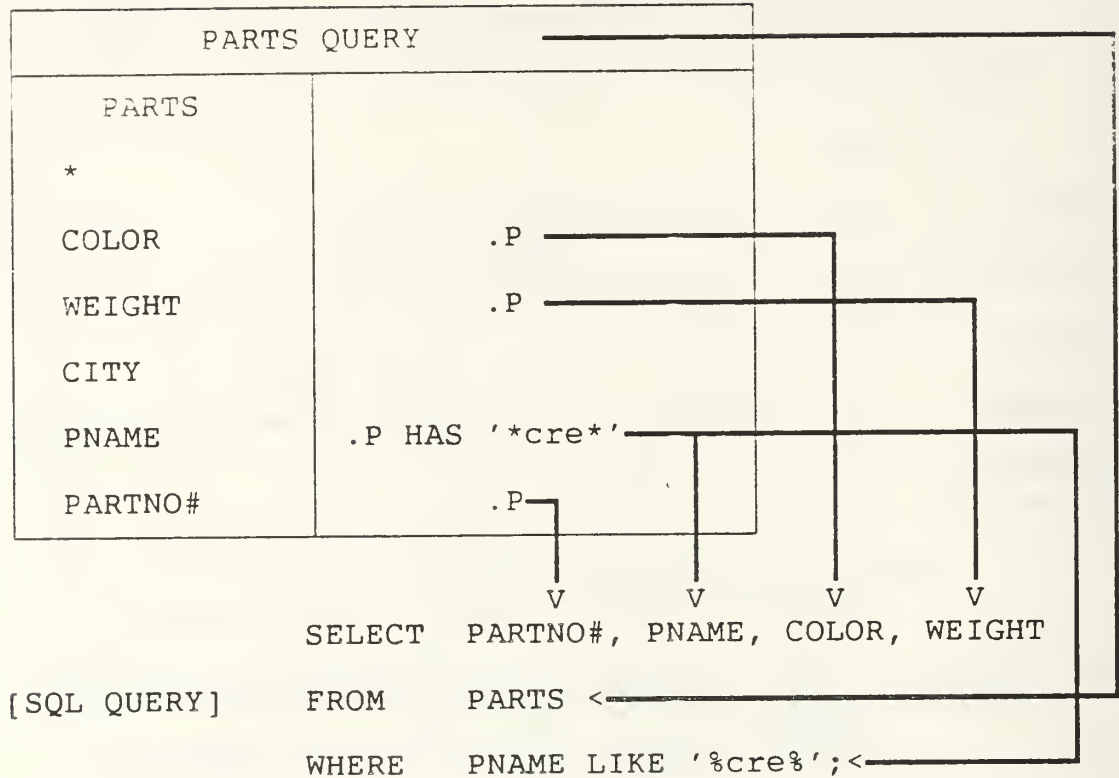 PARTS QUERY
PARTS
*
COLOR .P
WEIGHT .P
CITY
PNAME .P HAS '*cre*'
PARTNO# .P
V V V V
SELECT PARTNO#, PNAME, COLOR, WEIGHT
[SQL QUERY] FROM PARTS <
WHERE PNAME LIKE '%cre%';<